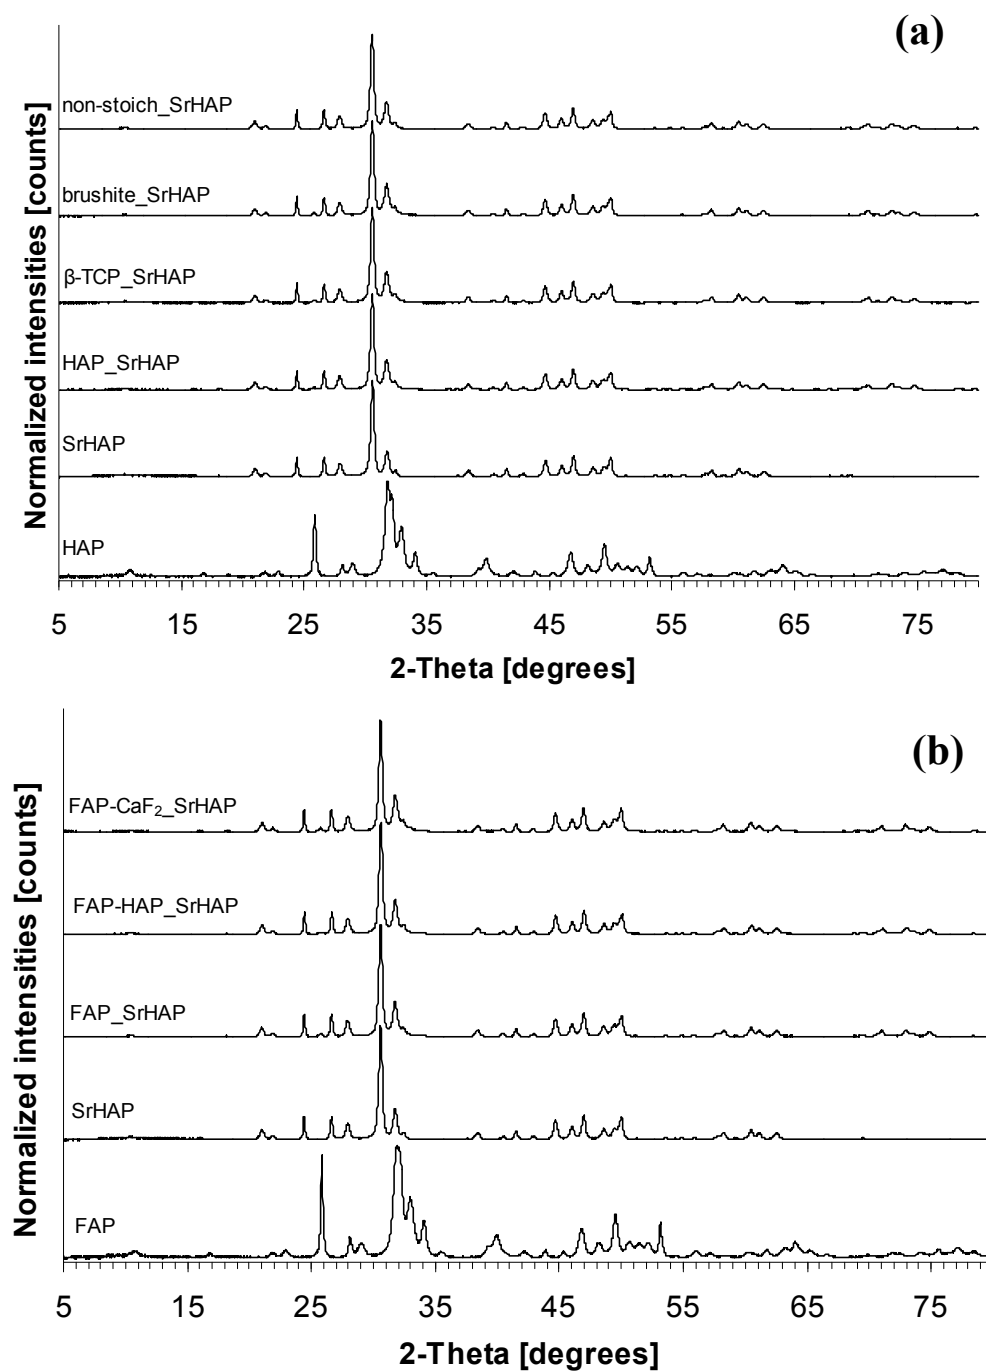 (a)
Normalized intensities [counts]
non-stoich_SrHAP
brushite_SrHAP
β-TCP_SrHAP
HAP_SrHAP
SrHAP
HAP
5 15 25 35 45 55 65 75
2-Theta [degrees]
(b)
Normalized intensities [counts]
FAP-CaF₂_SrHAP
FAP-HAP_SrHAP
FAP_SrHAP
SrHAP
FAP
5 15 25 35 45 55 65 75
2-Theta [degrees]